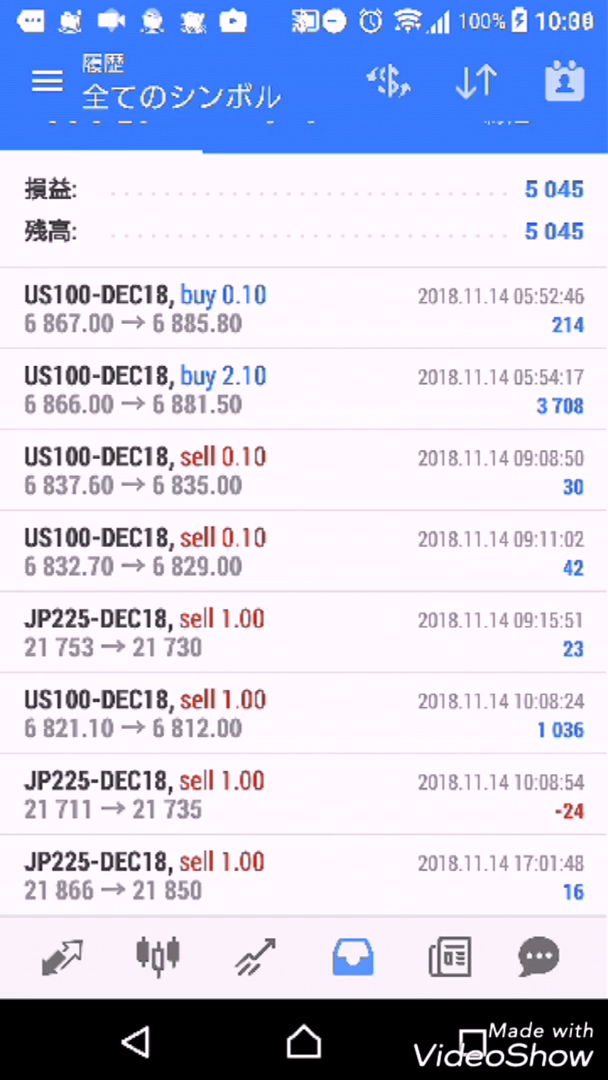 100% 10:00
履歴
全てのシンボル
損益: 5 045
残高: 5 045
US100-DEC18, buy 0.10 2018.11.14 05:52:46
6 867.00 → 6 885.80 214
US100-DEC18, buy 2.10 2018.11.14 05:54:17
6 866.00 → 6 881.50 3 708
US100-DEC18, sell 0.10 2018.11.14 09:08:50
6 837.60 → 6 835.00 30
US100-DEC18, sell 0.10 2018.11.14 09:11:02
6 832.70 → 6 829.00 42
JP225-DEC18, sell 1.00 2018.11.14 09:15:51
21 753 → 21 730 23
US100-DEC18, sell 1.00 2018.11.14 10:08:24
6 821.10 → 6 812.00 1 036
JP225-DEC18, sell 1.00 2018.11.14 10:08:54
21 711 → 21 735 -24
JP225-DEC18, sell 1.00 2018.11.14 17:01:48
21 866 → 21 850 16
Made with
VideoShow